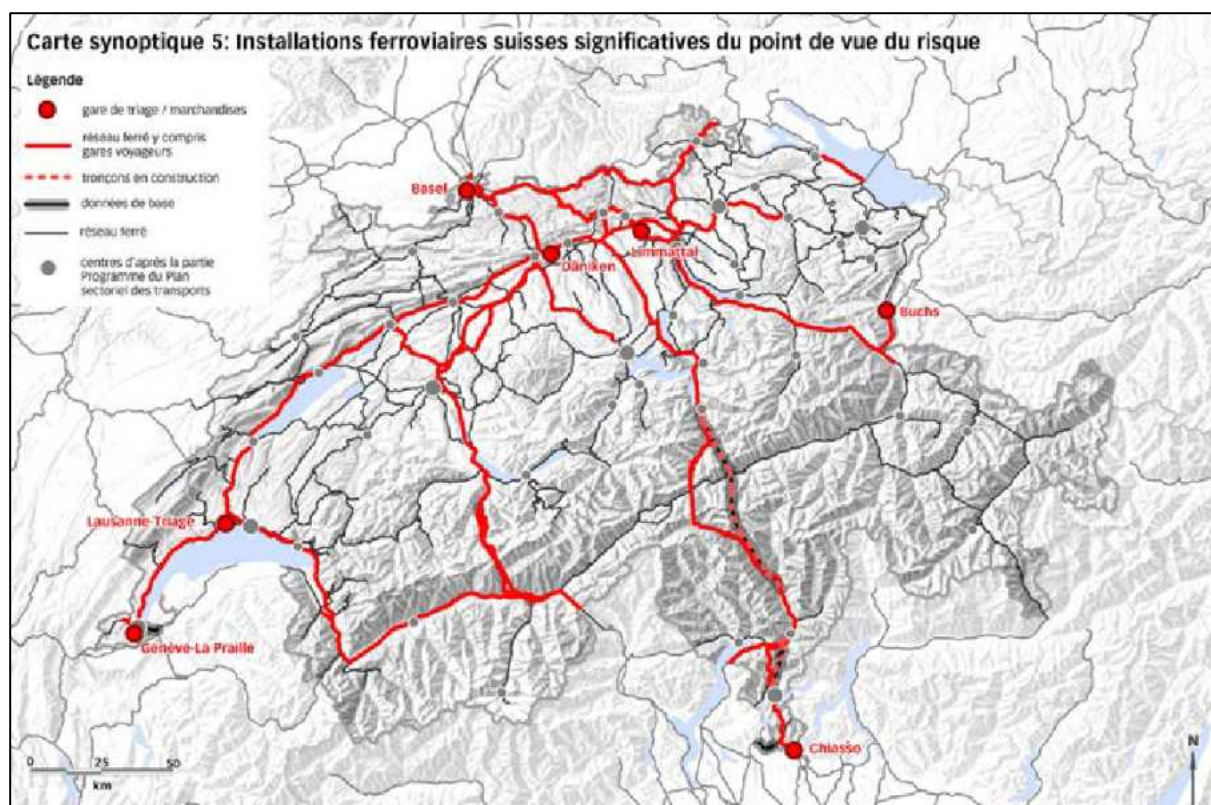 Carte synoptique 5: Installations ferroviaires suisses significatives du point de vue du risque
Légende
gare de triage / marchandises
réseau ferré y compris
gares voyageurs
tronçons en construction
données de base
réseau ferré
centres d'après la partie
Programme du Plan
sectoriel des transports
Basel
Limmattal
Däniken
Buchs
Lausanne-Triage
Genève-La Praille
Chiasso
0 25 50
km
N